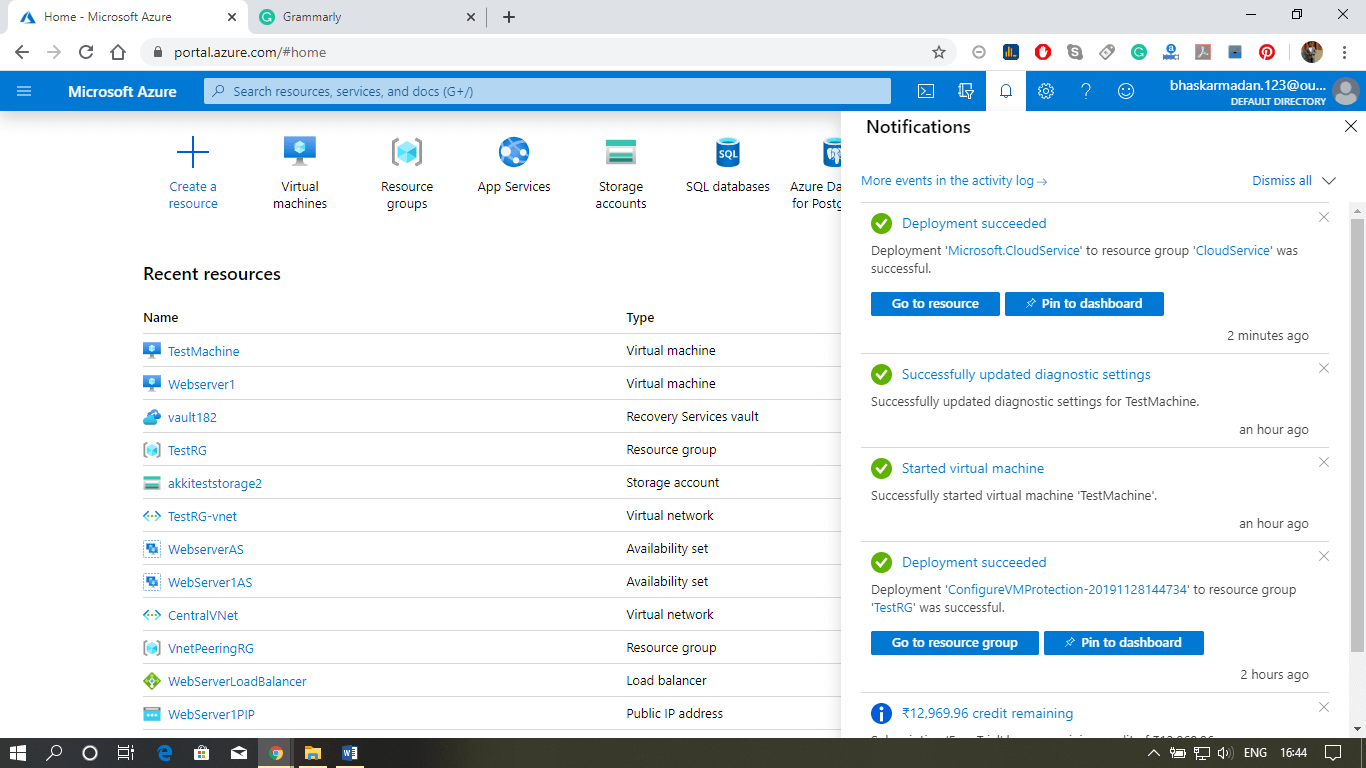 Home - Microsoft Azure
Grammarly
portal.azure.com/#home
Microsoft Azure
Search resources, services, and docs (G+/)
bhaskarmadan.123@ou...
DEFAULT DIRECTORY
Create a
resource
Virtual
machines
Resource
groups
App Services
Storage
accounts
SQL
SQL databases
Azure Da
for Postg
Recent resources
Name Type
TestMachine Virtual machine
Webserver1 Virtual machine
vault182 Recovery Services vault
TestRG Resource group
akkiteststorage2 Storage account
TestRG-vnet Virtual network
WebserverAS Availability set
WebServer1AS Availability set
CentralVNet Virtual network
VnetPeeringRG Resource group
WebServerLoadBalancer Load balancer
WebServer1PIP Public IP address
Notifications
More events in the activity log → Dismiss all
Deployment succeeded
Deployment 'Microsoft.CloudService' to resource group 'CloudService' was
successful.
Go to resource Pin to dashboard
2 minutes ago
Successfully updated diagnostic settings
Successfully updated diagnostic settings for TestMachine.
an hour ago
Started virtual machine
Successfully started virtual machine 'TestMachine'.
an hour ago
Deployment succeeded
Deployment 'ConfigureVMProtection-20191128144734' to resource group
'TestRG' was successful.
Go to resource group Pin to dashboard
2 hours ago
₹12,969.96 credit remaining
ENG 16:44